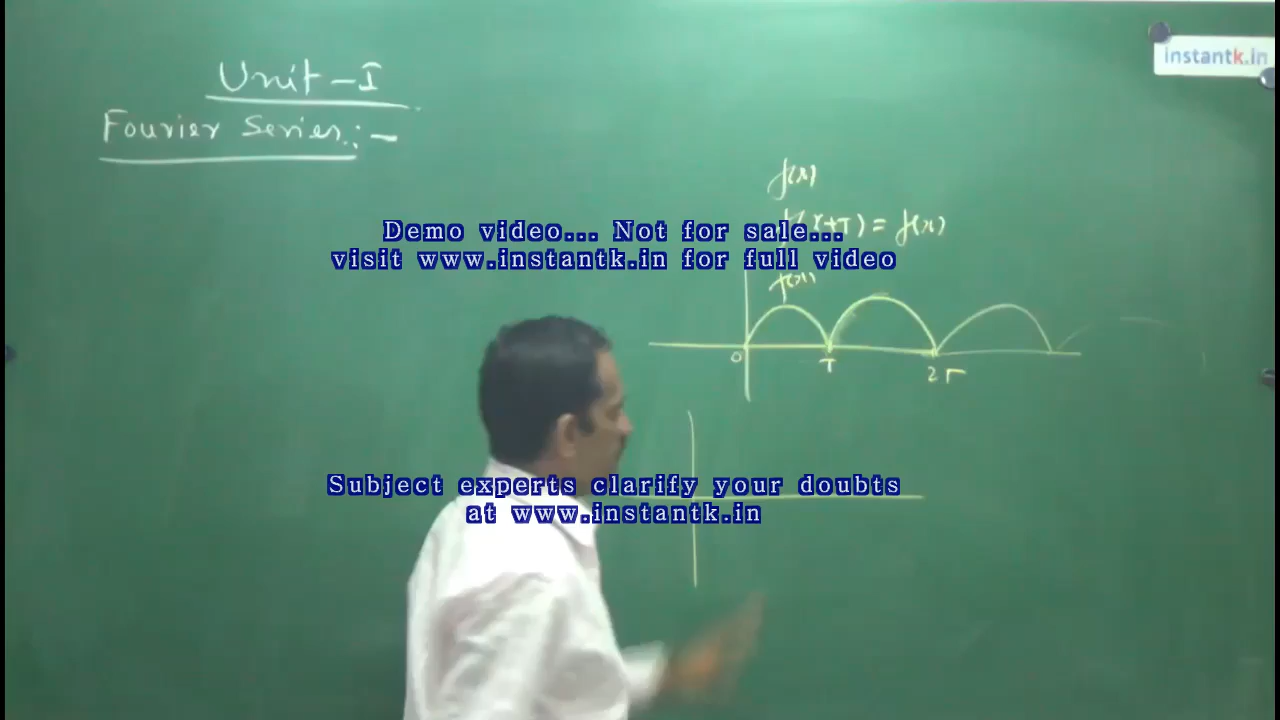 Unit - I
Fourier Series : -
instantk.in
f(x)
f(x+T) = f(x)
Demo video... Not for sale...
visit www.instantk.in for full video
f(x)
0 T 2T
Subject experts clarify your doubts
at www.instantk.in